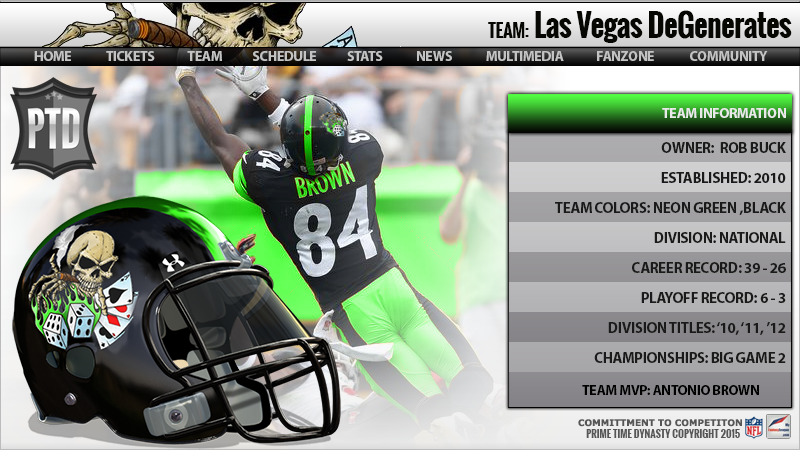 TEAM: Las Vegas DeGenerates
HOME TICKETS TEAM SCHEDULE STATS NEWS MULTIMEDIA FANZONE COMMUNITY
PTD
84
BROWN
84
TEAM INFORMATION
OWNER: ROB BUCK
ESTABLISHED: 2010
TEAM COLORS: NEON GREEN ,BLACK
DIVISION: NATIONAL
CAREER RECORD: 39 - 26
PLAYOFF RECORD: 6 - 3
DIVISION TITLES: '10, '11, '12
CHAMPIONSHIPS: BIG GAME 2
TEAM MVP: ANTONIO BROWN
COMMITTMENT TO COMPETITON
PRIME TIME DYNASTY COPYRIGHT 2015
NFL